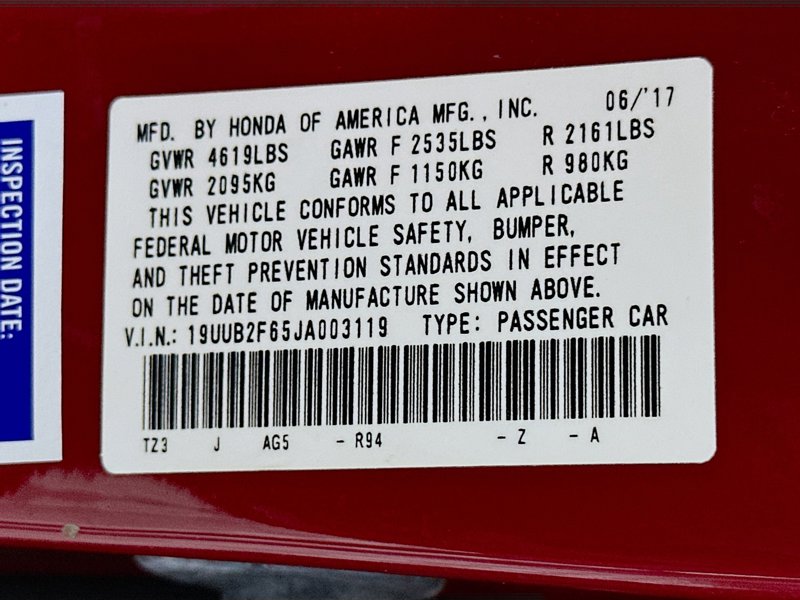 MFD. BY HONDA OF AMERICA MFG., INC. 06/'17
GVWR 4619LBS GAWR F 2535LBS R 2161LBS
GVWR 2095KG GAWR F 1150KG R 980KG
THIS VEHICLE CONFORMS TO ALL APPLICABLE
FEDERAL MOTOR VEHICLE SAFETY, BUMPER,
AND THEFT PREVENTION STANDARDS IN EFFECT
ON THE DATE OF MANUFACTURE SHOWN ABOVE.
V.I.N.: 19UUB2F65JA003119 TYPE: PASSENGER CAR
TZ3 J AG5 - R94 - Z - A
INSPECTION DATE: